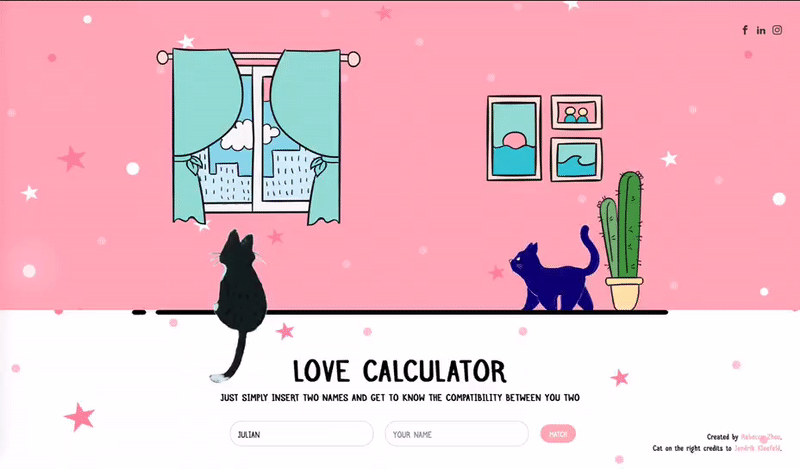 LOVE CALCULATOR
JUST SIMPLY INSERT TWO NAMES AND GET TO KNOW THE COMPATIBILITY BETWEEN YOU TWO
JULIAN
YOUR NAME
MATCH
Created by Rebecca Zhou.
Cat on the right credits to Jendrik Kleefeld.